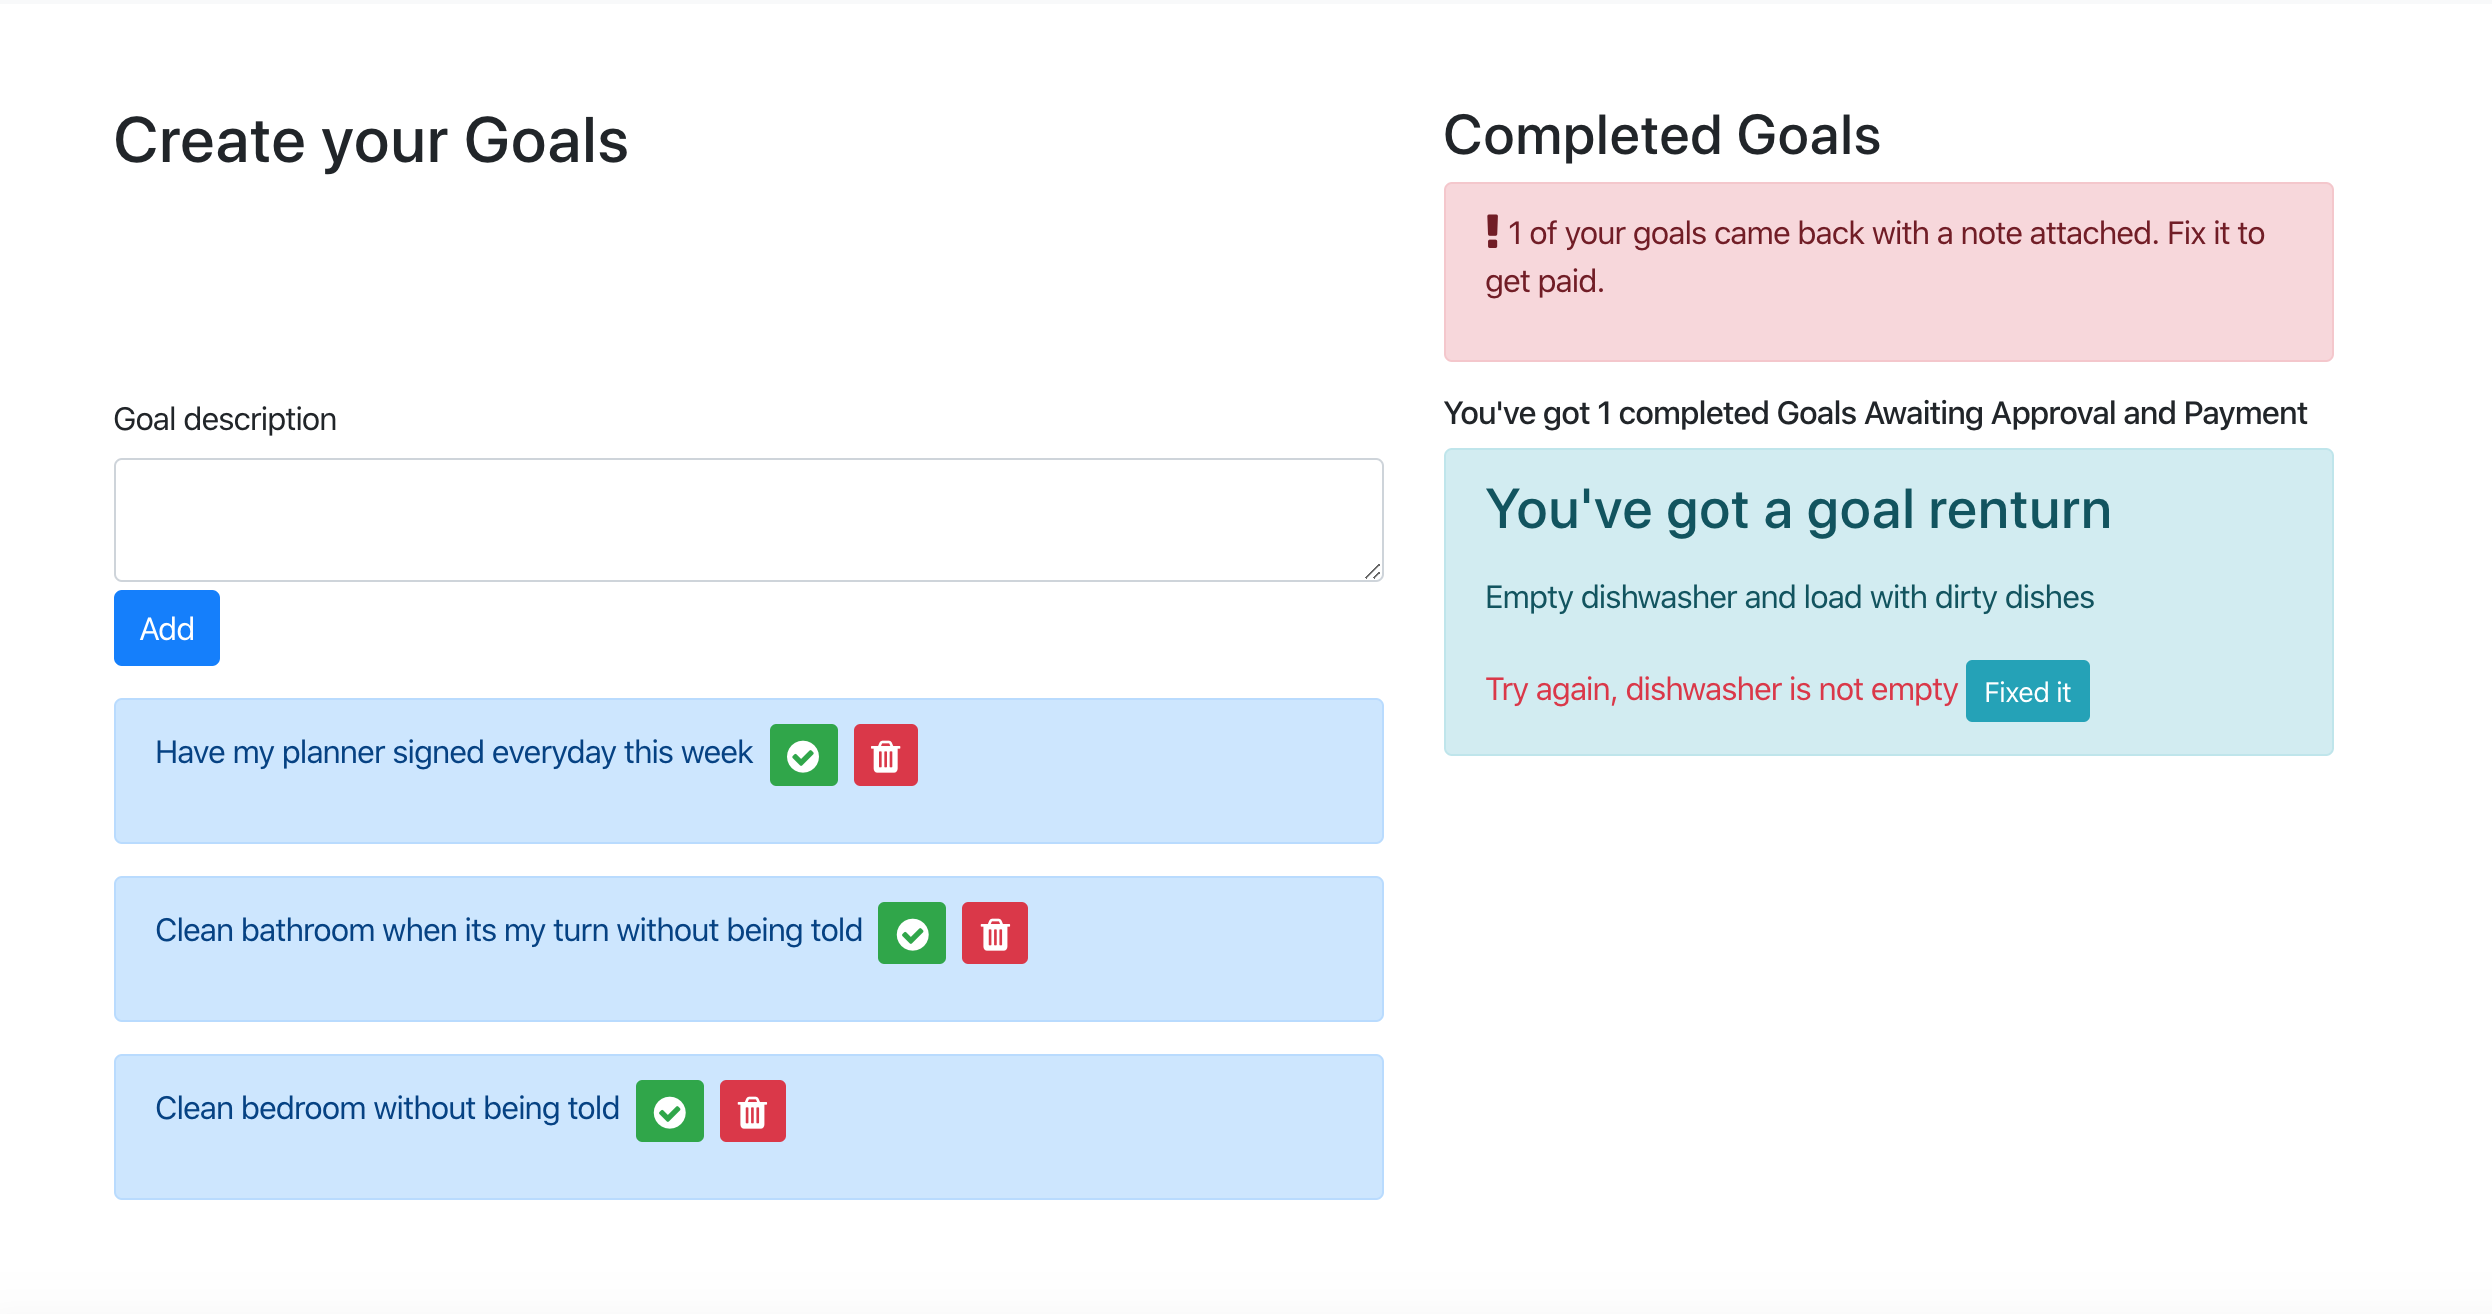 Create your Goals
Goal description
Add
Have my planner signed everyday this week
Clean bathroom when its my turn without being told
Clean bedroom without being told
Completed Goals
! 1 of your goals came back with a note attached. Fix it to
get paid.
You've got 1 completed Goals Awaiting Approval and Payment
You've got a goal renturn
Empty dishwasher and load with dirty dishes
Try again, dishwasher is not empty Fixed it